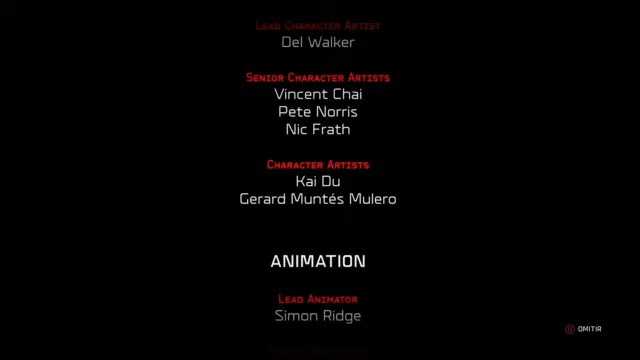 Lead Character Artist
Del Walker
Senior Character Artists
Vincent Chai
Pete Norris
Nic Frath
Character Artists
Kai Du
Gerard Muntés Mulero
ANIMATION
Lead Animator
Simon Ridge
OMITIR